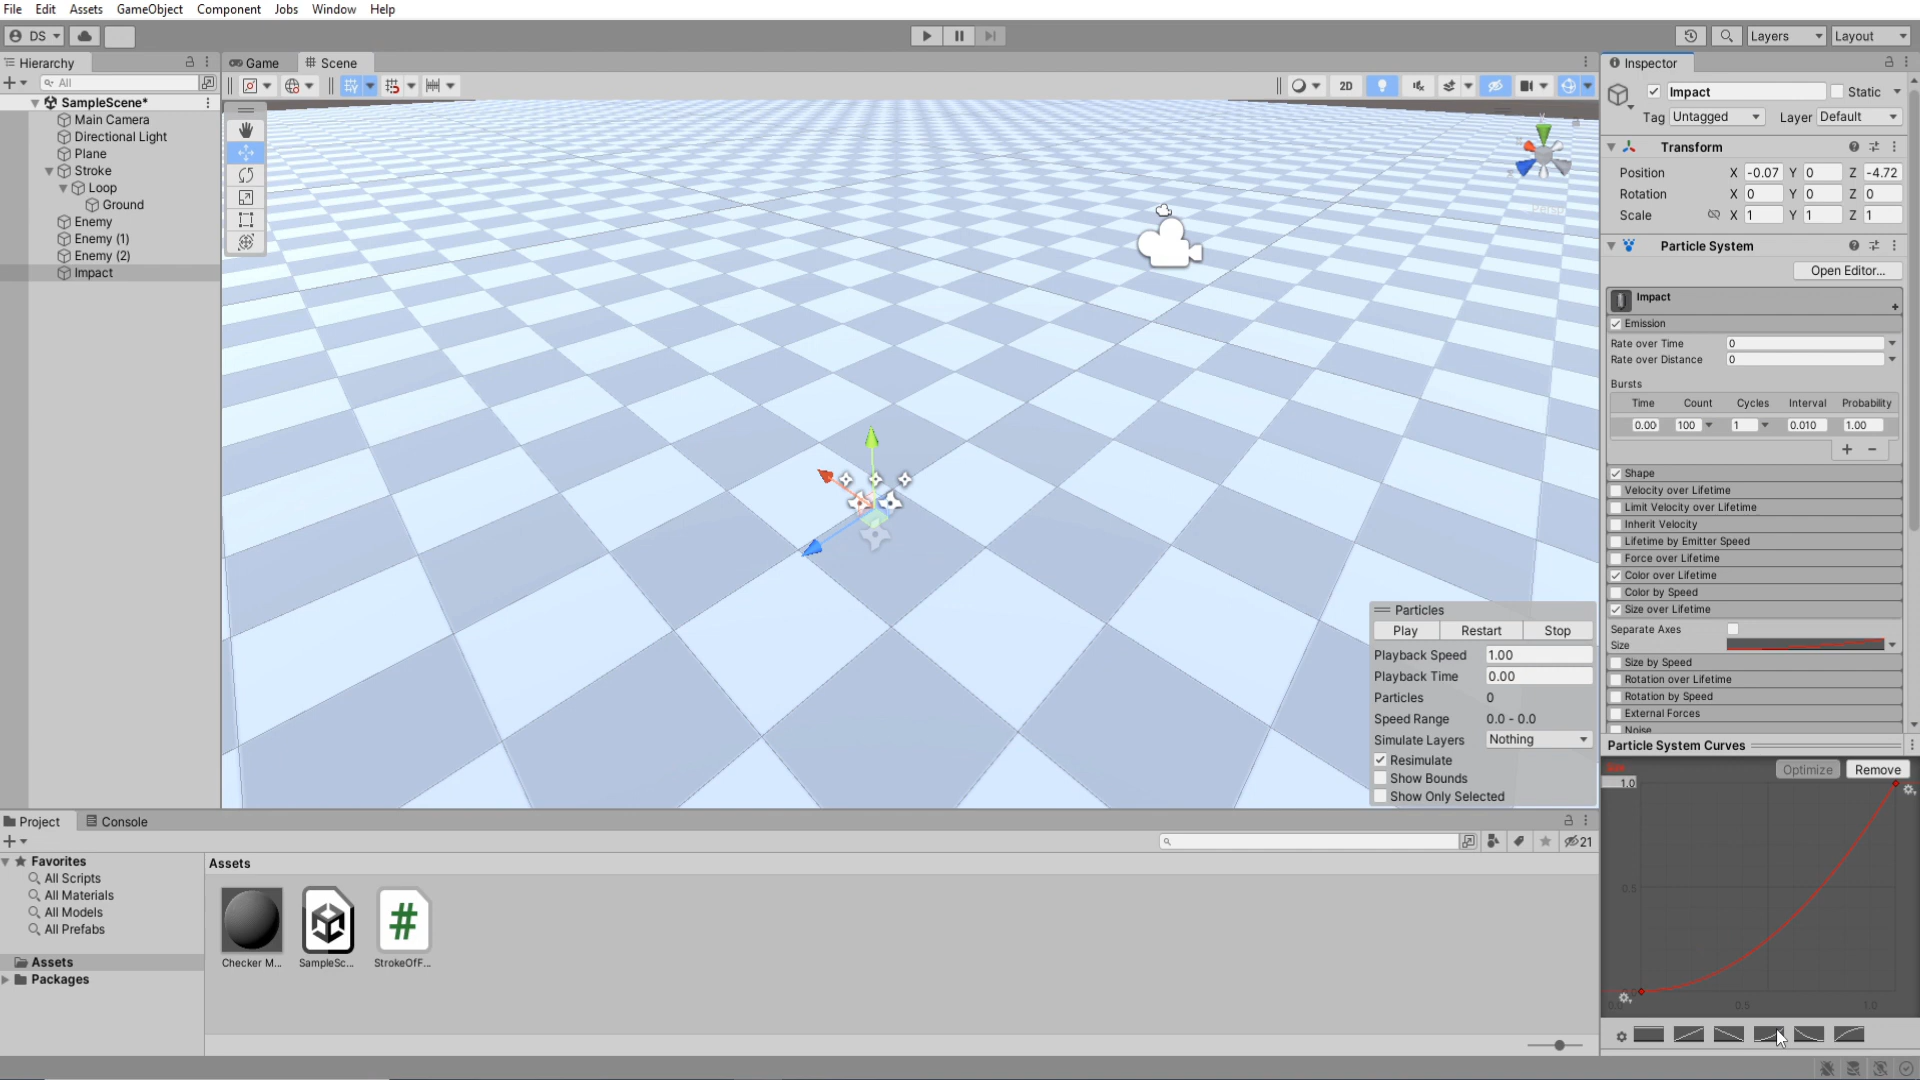 File Edit Assets GameObject Component Jobs Window Help
DS Layers Layout
Hierarchy
All
SampleScene*
Main Camera
Directional Light
Plane
Stroke
Loop
Ground
Enemy
Enemy (1)
Enemy (2)
Impact
Game Scene
2D
Persp
Particles
Play Restart Stop
Playback Speed 1.00
Playback Time 0.00
Particles 0
Speed Range 0.0 - 0.0
Simulate Layers Nothing
Resimulate
Show Bounds
Show Only Selected
Inspector
Impact Static
Tag Untagged Layer Default
Transform
Position X -0.07 Y 0 Z -4.72
Rotation X 0 Y 0 Z 0
Scale X 1 Y 1 Z 1
Particle System
Open Editor...
Impact
Emission
Rate over Time 0
Rate over Distance 0
Bursts
Time Count Cycles Interval Probability
0.00 100 1 0.010 1.00
Shape
Velocity over Lifetime
Limit Velocity over Lifetime
Inherit Velocity
Lifetime by Emitter Speed
Force over Lifetime
Color over Lifetime
Color by Speed
Size over Lifetime
Separate Axes
Size
Size by Speed
Rotation over Lifetime
Rotation by Speed
External Forces
Noise
Particle System Curves
Optimize Remove
1.0
0.5
0.5 1.0
Project Console
21
Favorites
All Scripts
All Materials
All Models
All Prefabs
Assets
Packages
Assets
Checker M... SampleSc... StrokeOfF...